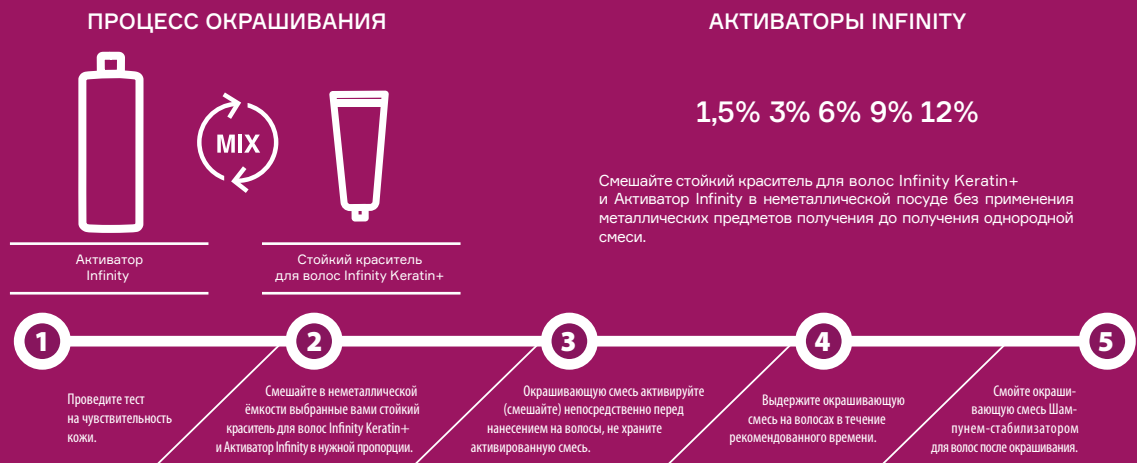 ПРОЦЕСС ОКРАШИВАНИЯ
MIX
Активатор
Infinity
Стойкий краситель
для волос Infinity Keratin+
АКТИВАТОРЫ INFINITY
1,5% 3% 6% 9% 12%
Смешайте стойкий краситель для волос Infinity Keratin+
и Активатор Infinity в неметаллической посуде без применения
металлических предметов получения до получения однородной
смеси.
1
Проведите тест
на чувствительность
кожи.
2
Смешайте в неметаллической
ёмкости выбранные вами стойкий
краситель для волос Infinity Keratin+
и Активатор Infinity в нужной пропорции.
3
Окрашивающую смесь активируйте
(смешайте) непосредственно перед
нанесением на волосы, не храните
активированную смесь.
4
Выдержите окрашивающую
смесь на волосах в течение
рекомендованного времени.
5
Смойте окраши-
вающую смесь Шам-
пунем-стабилизатором
для волос после окрашивания.